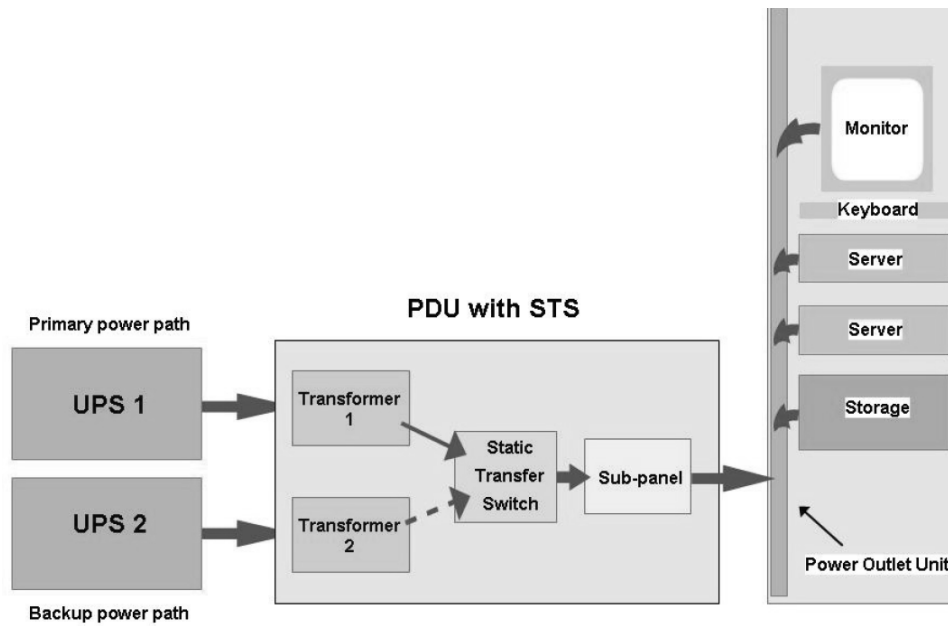 Monitor
Keyboard
Server
PDU with STS
Primary power path
Server
UPS 1
Transformer
1
Static
Transfer
Switch
Sub-panel
Storage
UPS 2
Transformer
2
Power Outlet Unit
Backup power path